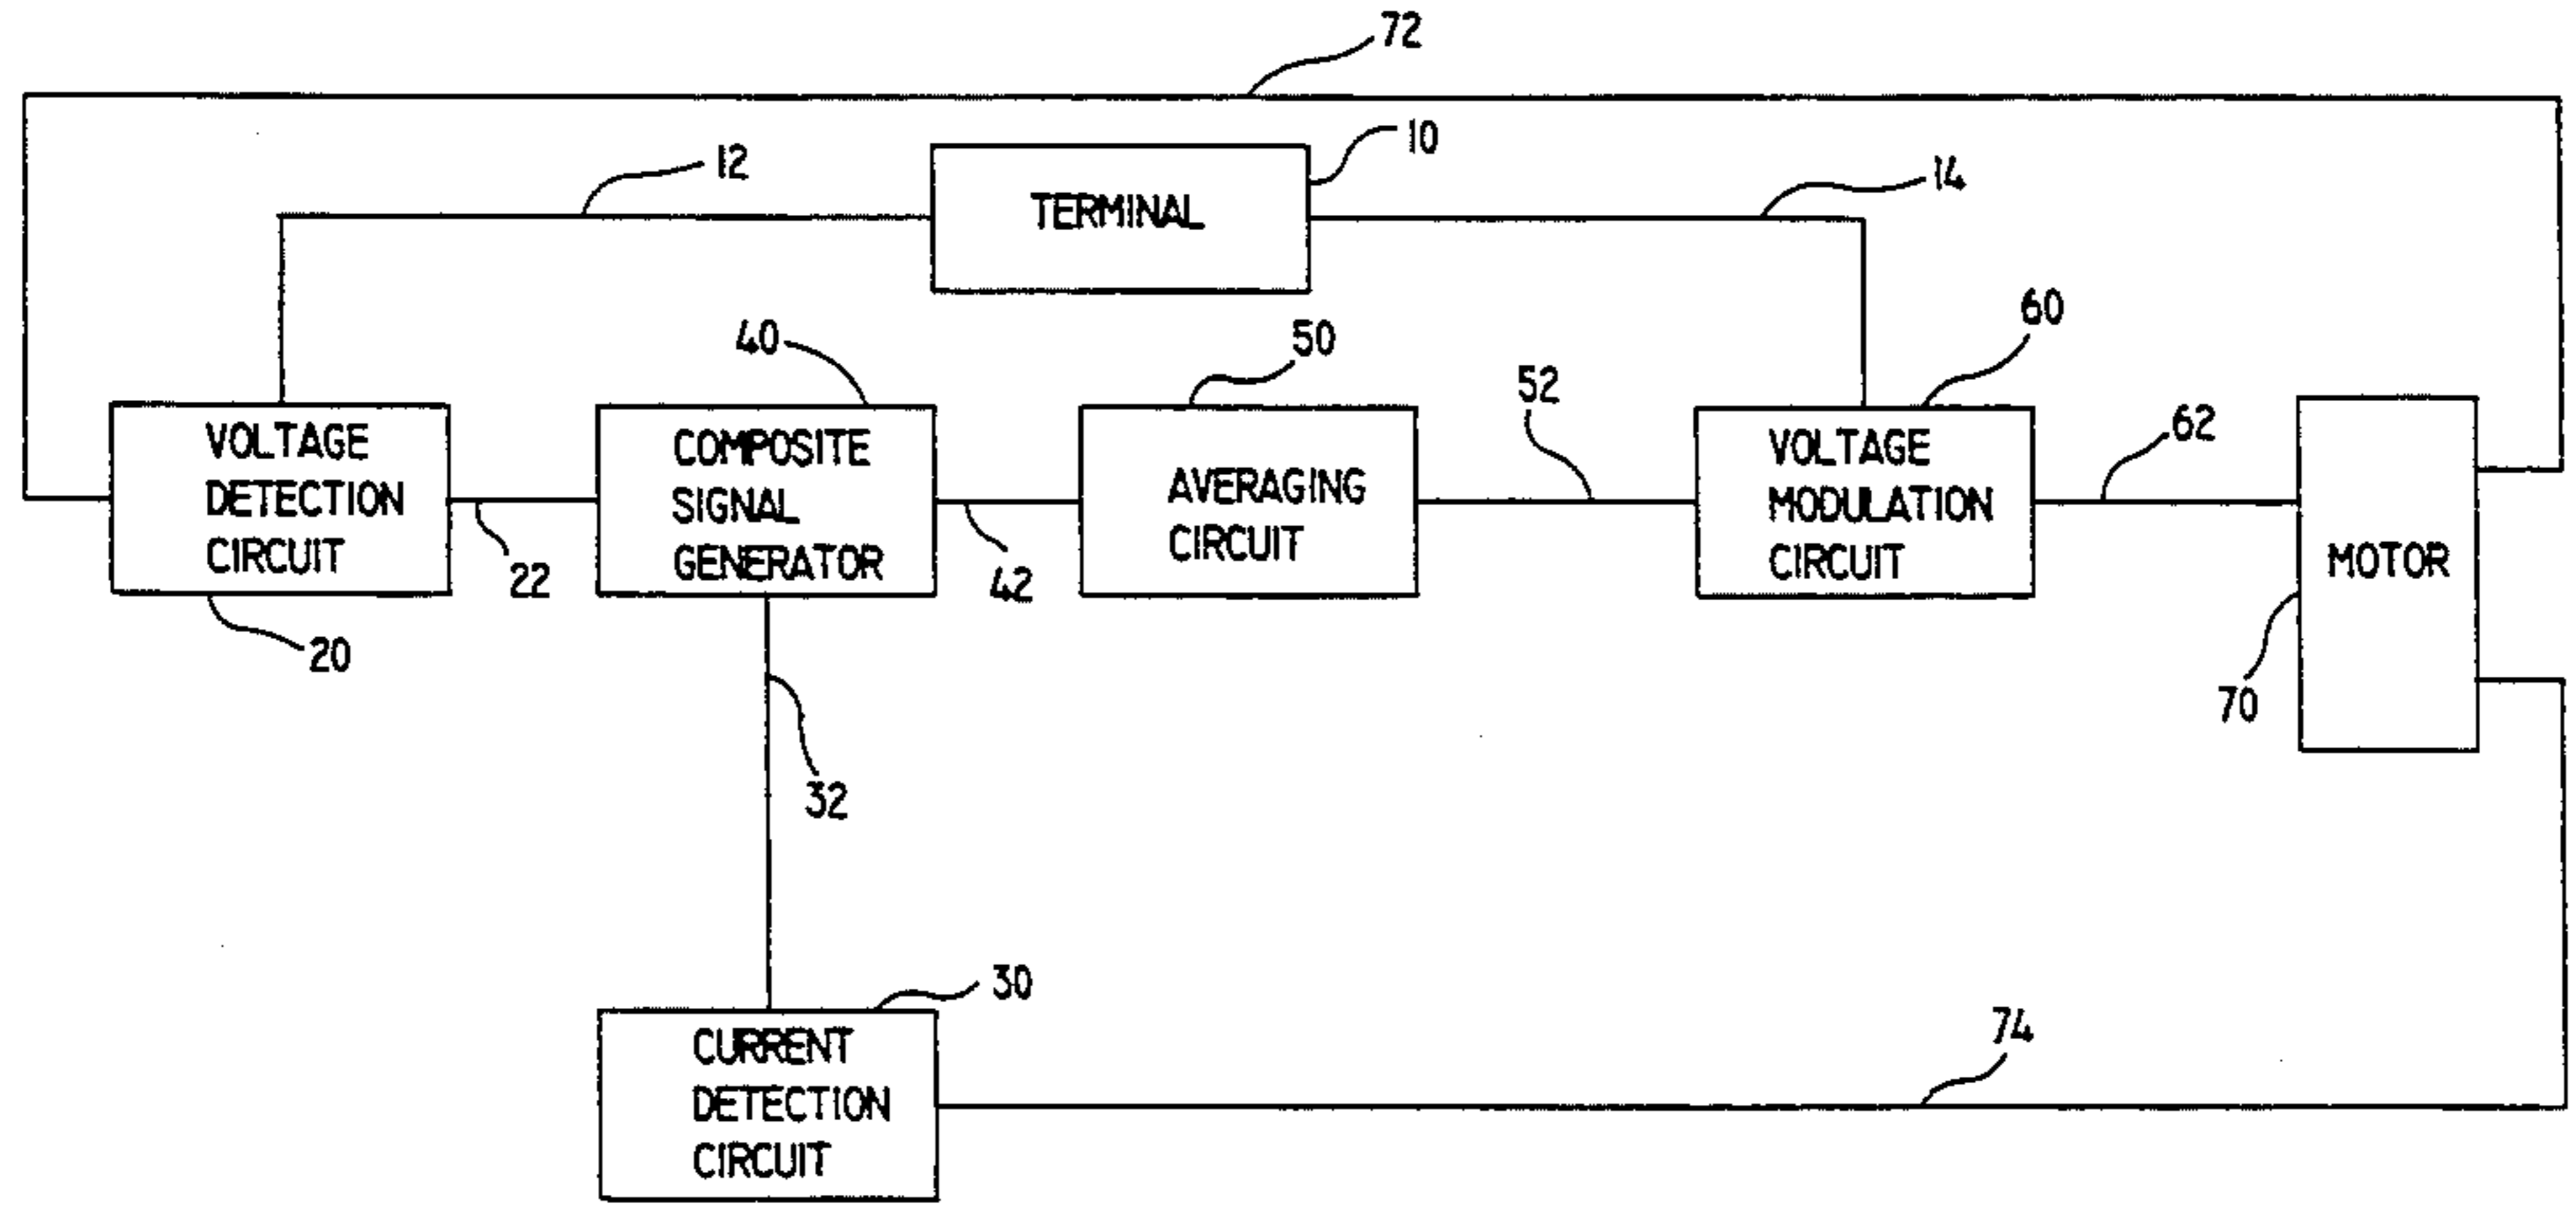 72
12
TERMINAL
10
14
40
50
52
60
62
VOLTAGE
DETECTION
CIRCUIT
20
22
COMPOSITE
SIGNAL
GENERATOR
42
AVERAGING
CIRCUIT
VOLTAGE
MODULATION
CIRCUIT
MOTOR
70
32
30
CURRENT
DETECTION
CIRCUIT
74